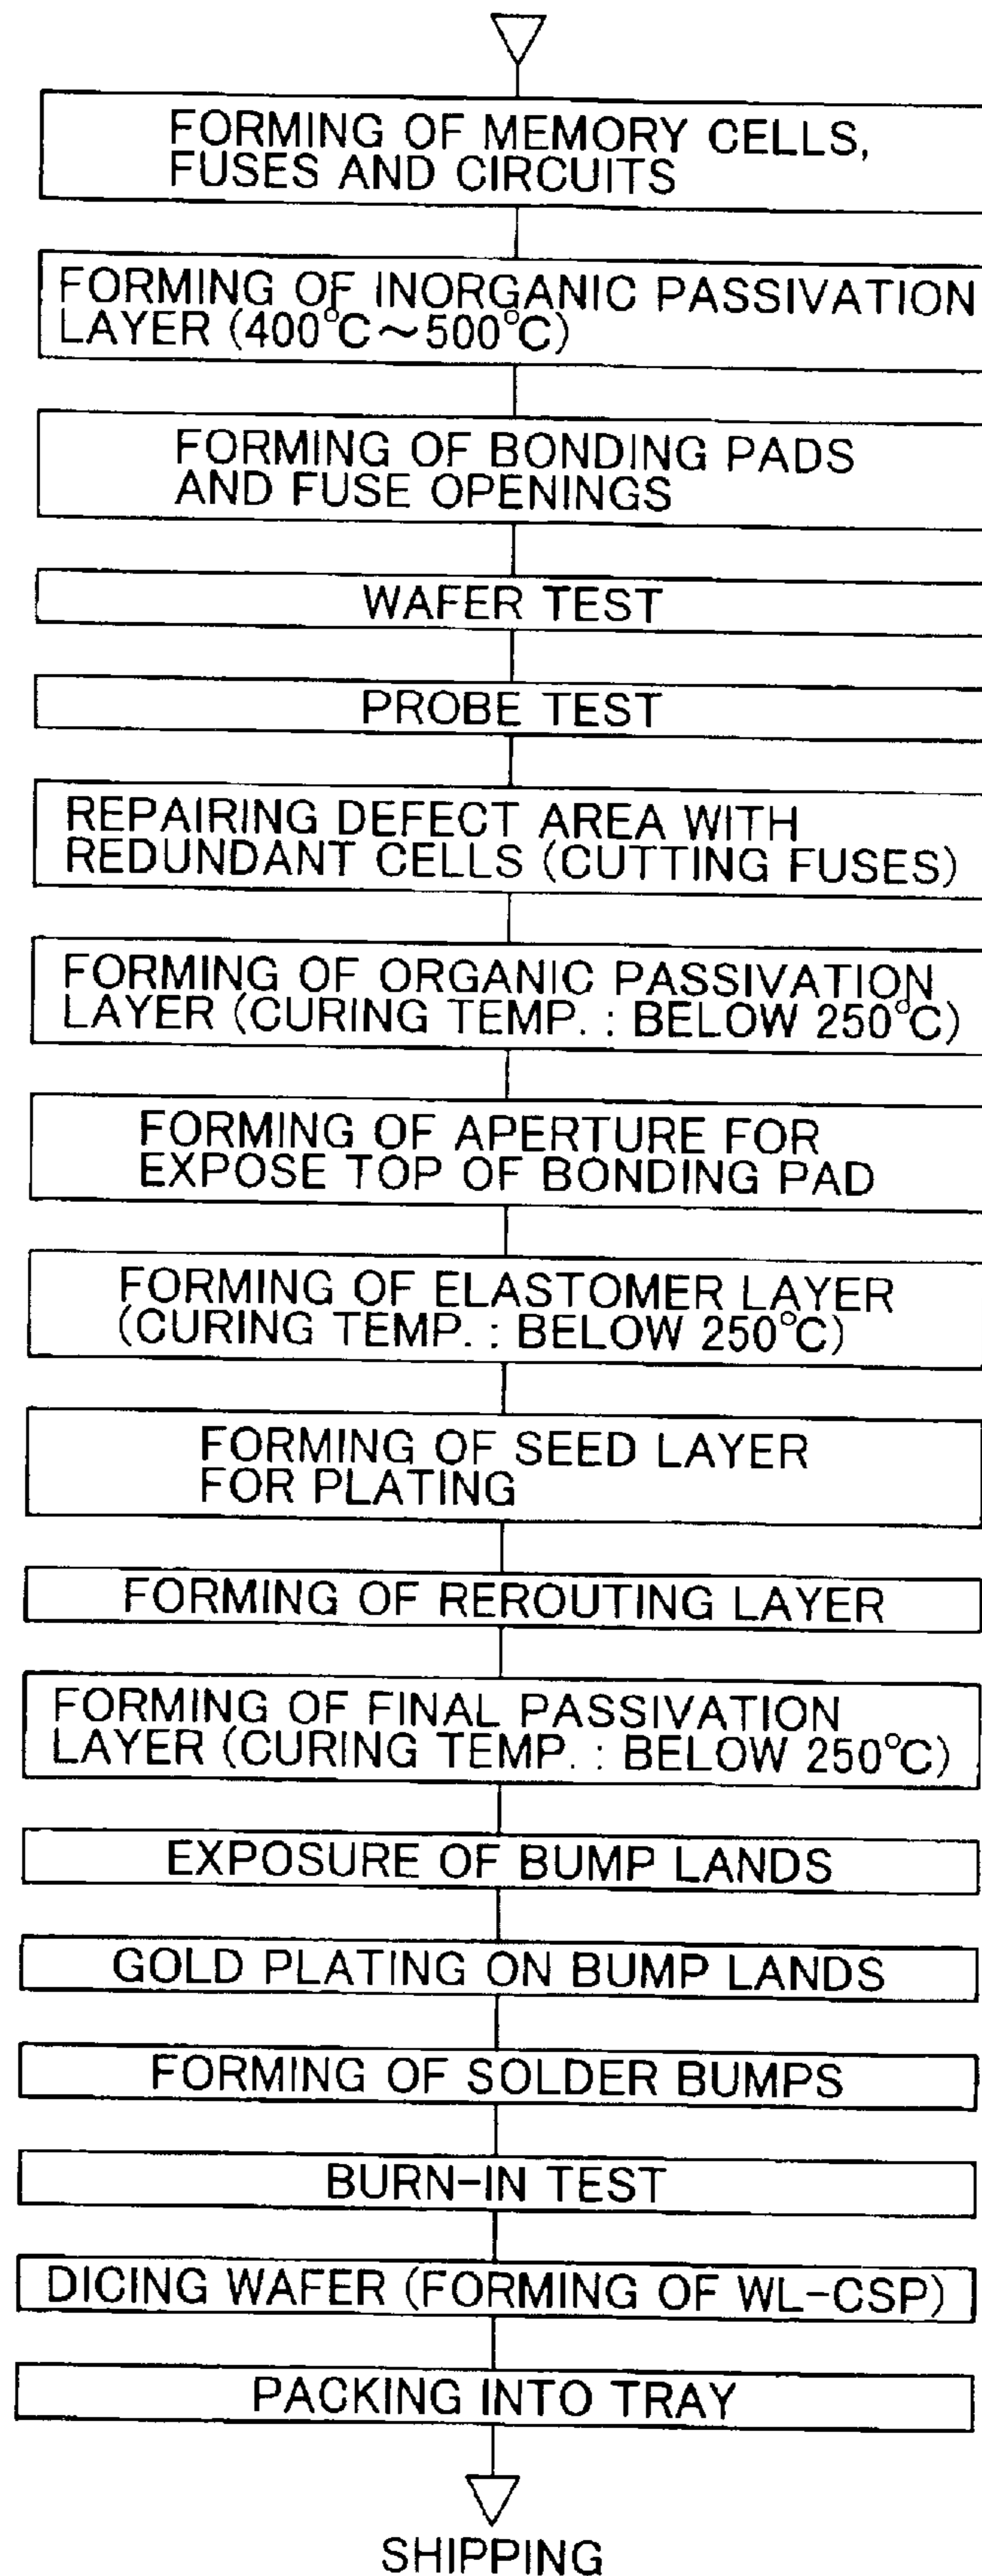 FORMING OF MEMORY CELLS,
FUSES AND CIRCUITS
FORMING OF INORGANIC PASSIVATION
LAYER (400°C～500°C)
FORMING OF BONDING PADS
AND FUSE OPENINGS
WAFER TEST
PROBE TEST
REPAIRING DEFECT AREA WITH
REDUNDANT CELLS (CUTTING FUSES)
FORMING OF ORGANIC PASSIVATION
LAYER (CURING TEMP. : BELOW 250°C)
FORMING OF APERTURE FOR
EXPOSE TOP OF BONDING PAD
FORMING OF ELASTOMER LAYER
(CURING TEMP. : BELOW 250°C)
FORMING OF SEED LAYER
FOR PLATING
FORMING OF REROUTING LAYER
FORMING OF FINAL PASSIVATION
LAYER (CURING TEMP. : BELOW 250°C)
EXPOSURE OF BUMP LANDS
GOLD PLATING ON BUMP LANDS
FORMING OF SOLDER BUMPS
BURN-IN TEST
DICING WAFER (FORMING OF WL-CSP)
PACKING INTO TRAY
SHIPPING